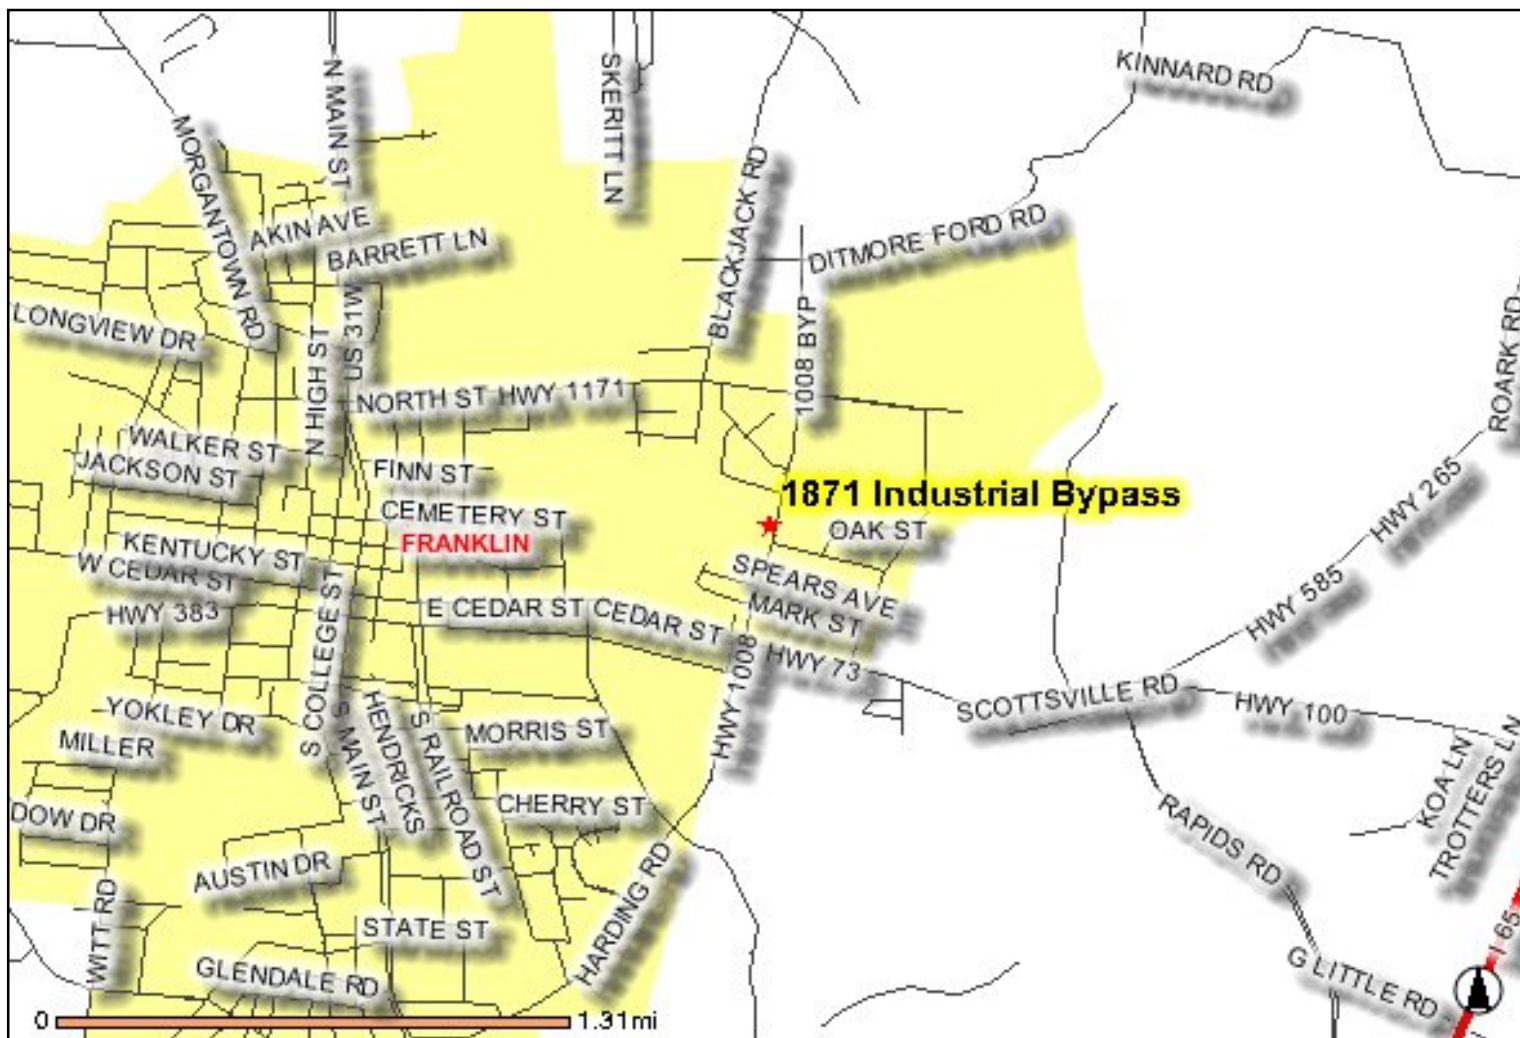 KINNARD RD
N MAIN ST
SKERITT LN
MORGANTOWN RD
BLACKJACK RD
AKIN AVE
BARRETT LN
DITMORE FORD RD
LONGVIEW DR
US 31W
1008 BYP
ROARK RD
N HIGH ST
NORTH ST HWY 1171
WALKER ST
JACKSON ST
FINN ST
1871 Industrial Bypass
HWY 265
CEMETERY ST
OAK ST
FRANKLIN
KENTUCKY ST
W CEDAR ST
SPEARS AVE
HWY 585
HWY 383
E CEDAR ST
CEDAR ST
MARK ST
S COLLEGE ST
HWY 1008
HWY 73
SCOTTSVILLE RD
HWY 100
YOKLEY DR
MILLER
S MAIN ST
HENDRICKS
S RAILROAD ST
MORRIS ST
KOA LN
TROTTERS LN
DOW DR
CHERRY ST
RAPIDS RD
AUSTIN DR
HARDING RD
WITT RD
STATE ST
I 65
GLENDALE RD
G LITTLE RD
0 1.31mi